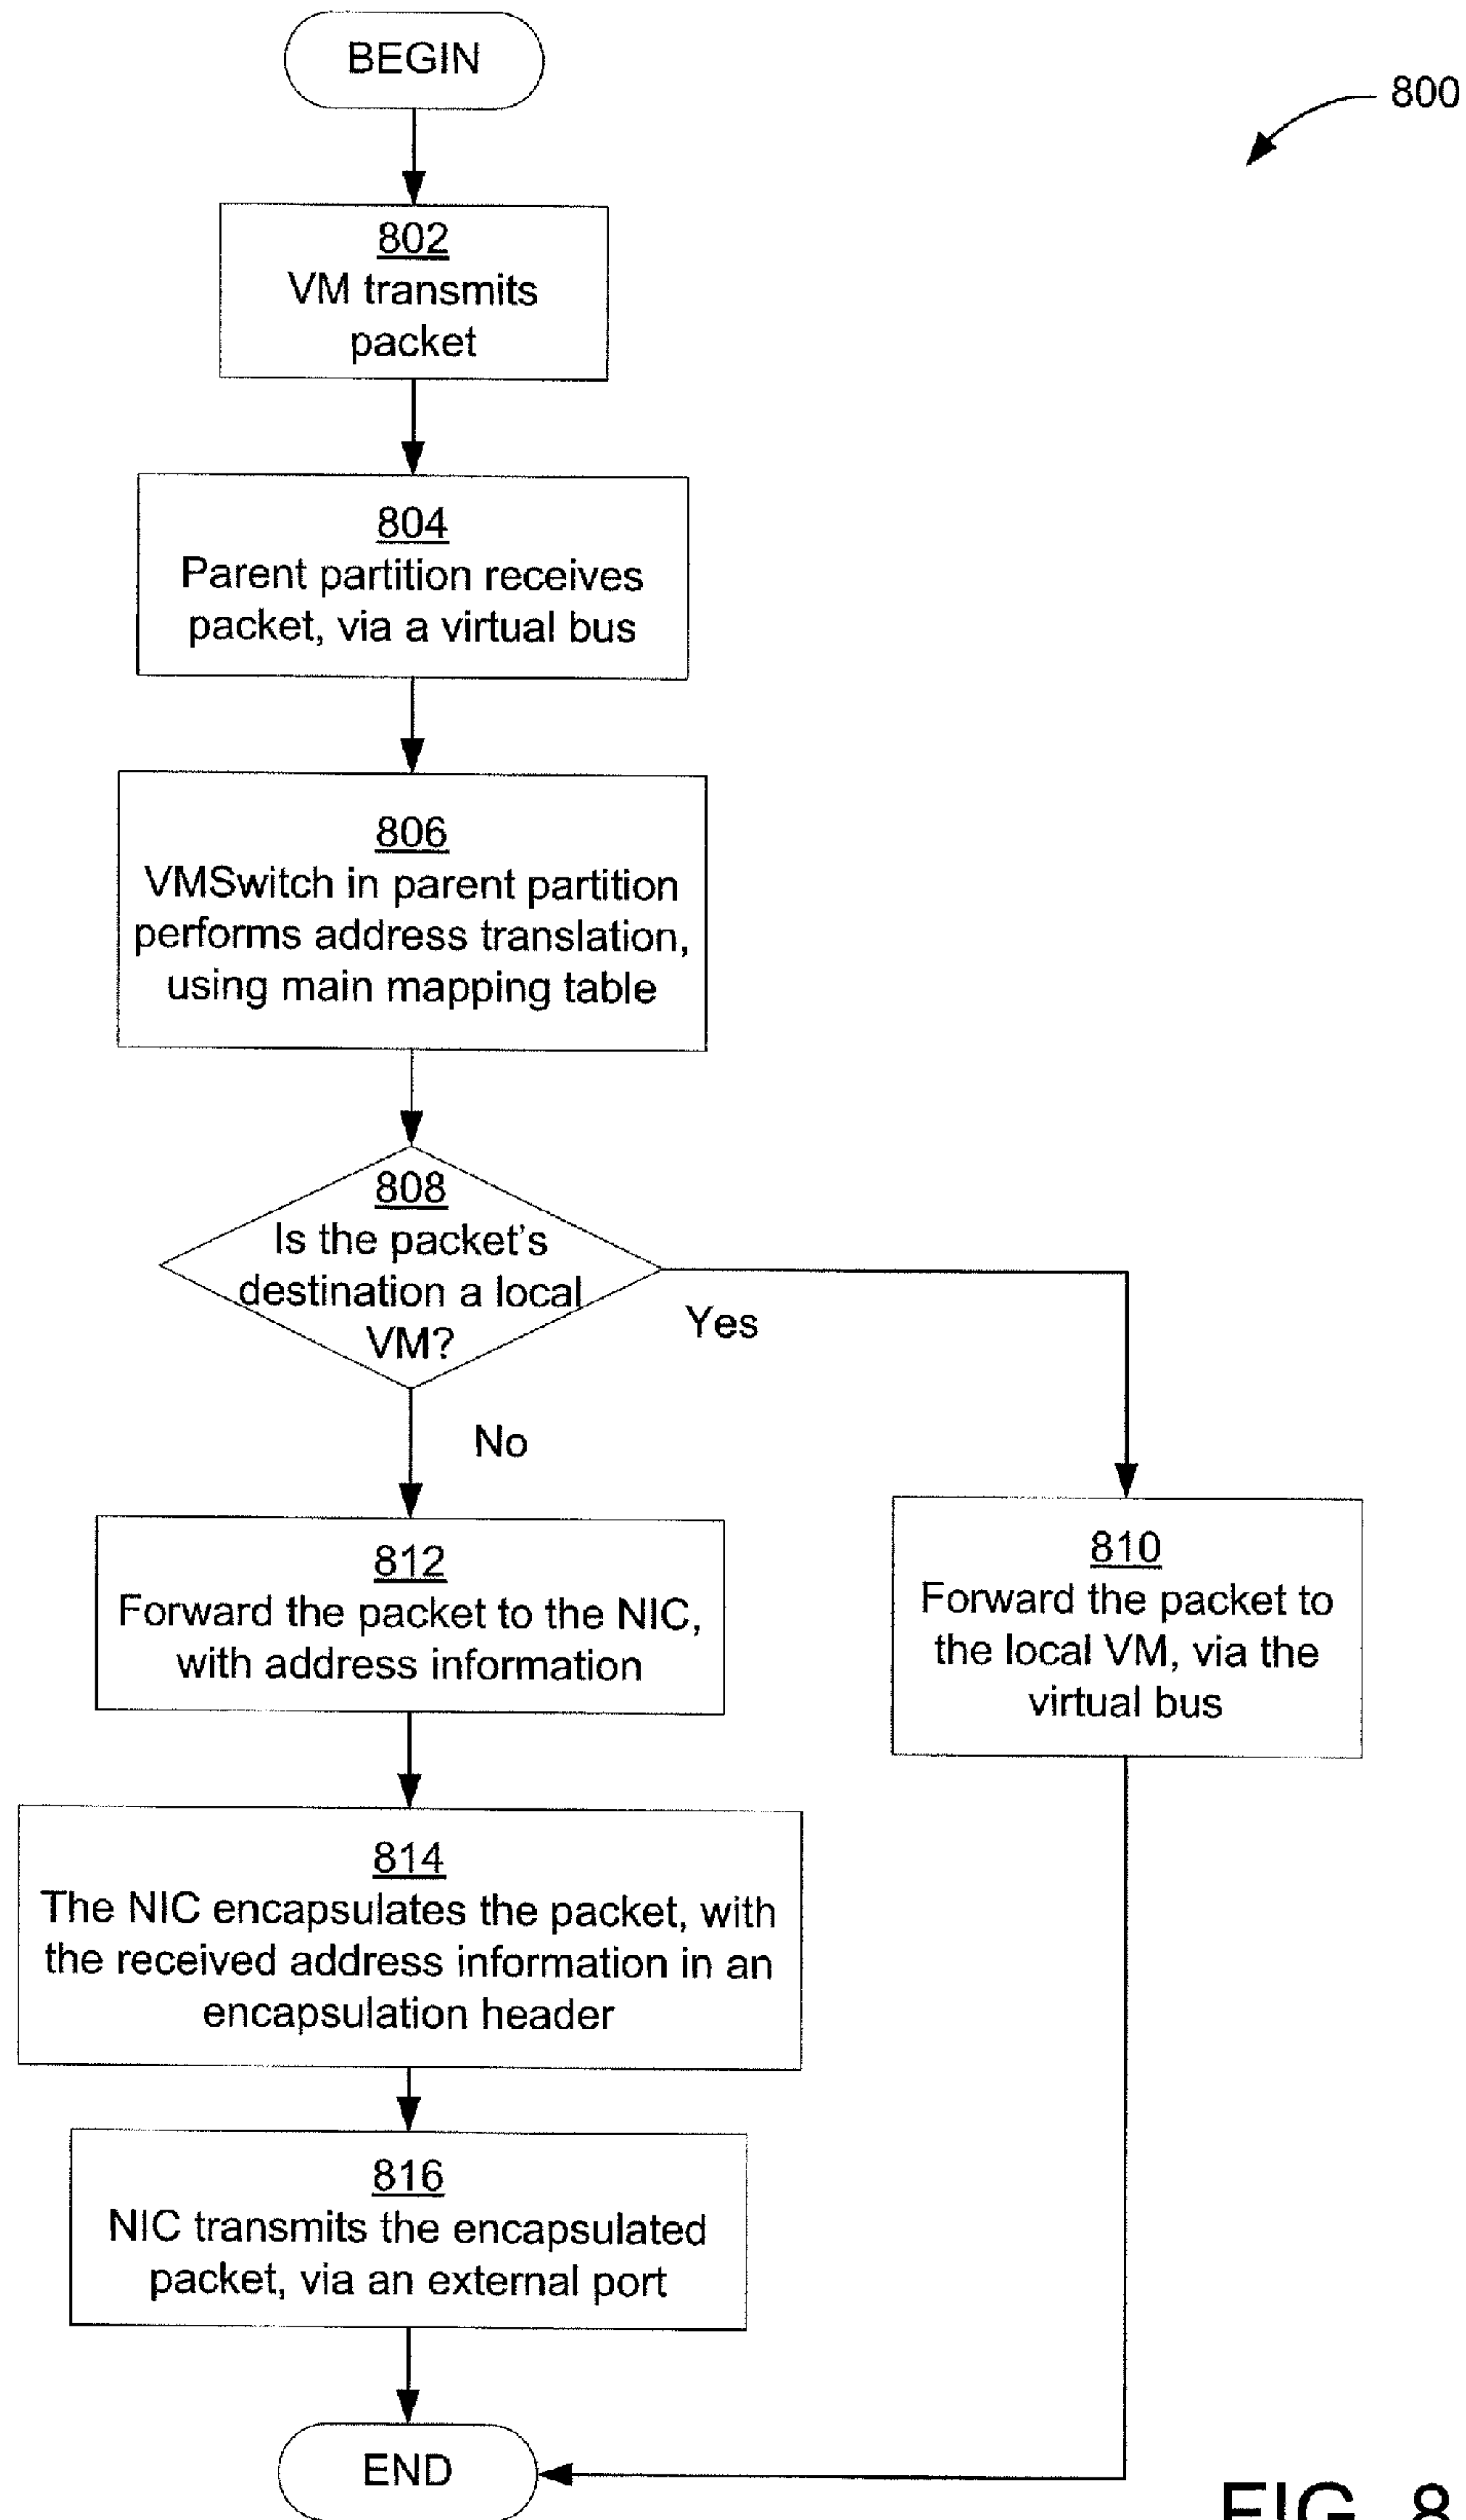 BEGIN
800
802
VM transmits
packet
804
Parent partition receives
packet, via a virtual bus
806
VMSwitch in parent partition
performs address translation,
using main mapping table
808
Is the packet's
destination a local
VM?
Yes
No
812
Forward the packet to the NIC,
with address information
810
Forward the packet to
the local VM, via the
virtual bus
814
The NIC encapsulates the packet, with
the received address information in an
encapsulation header
816
NIC transmits the encapsulated
packet, via an external port
END
FIG. 8